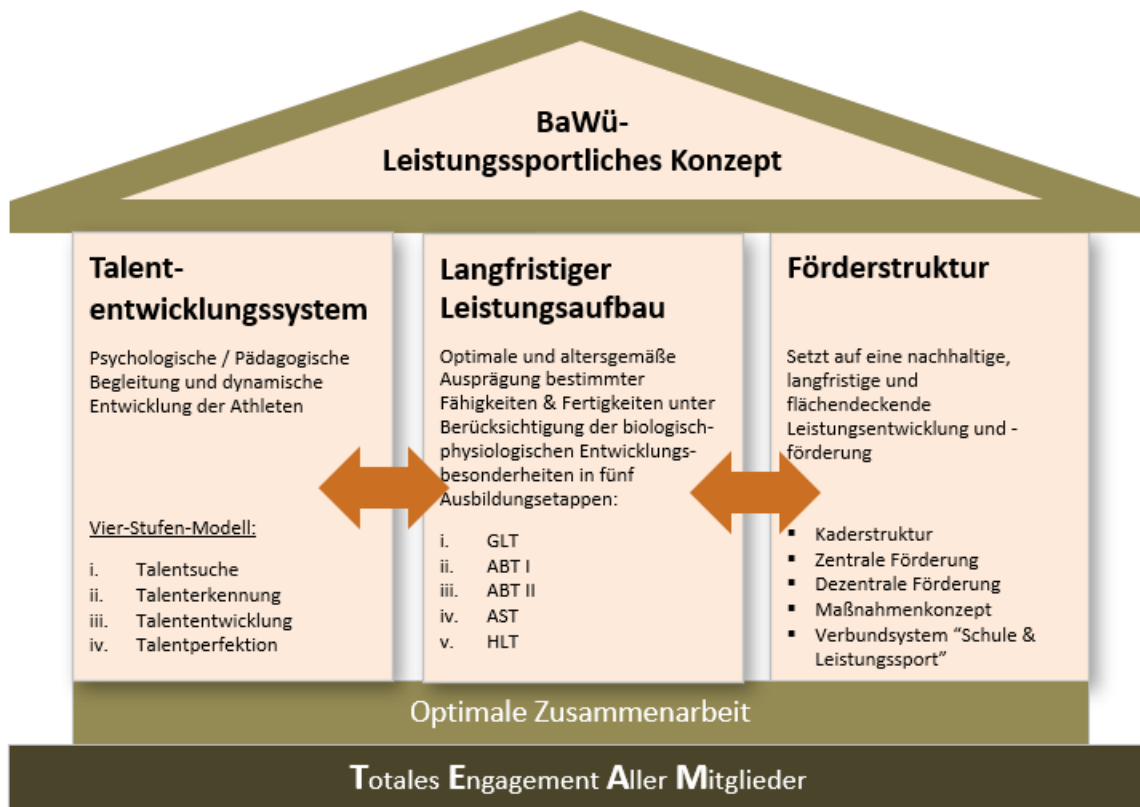 BaWü-
Leistungssportliches Konzept
Talent-
entwicklungssystem
Psychologische / Pädagogische
Begleitung und dynamische
Entwicklung der Athleten
Vier-Stufen-Modell:
i. Talentsuche
ii. Talenterkennung
iii. Talententwicklung
iv. Talentperfektion
Langfristiger
Leistungsaufbau
Optimale und altersgemäße
Ausprägung bestimmter
Fähigkeiten & Fertigkeiten unter
Berücksichtigung der biologisch-
physiologischen Entwicklungs-
besonderheiten in fünf
Ausbildungsetappen:
i. GLT
ii. ABT I
iii. ABT II
iv. AST
v. HLT
Förderstruktur
Setzt auf eine nachhaltige,
langfristige und
flächendeckende
Leistungsentwicklung und -
förderung
▪ Kaderstruktur
▪ Zentrale Förderung
▪ Dezentrale Förderung
▪ Maßnahmenkonzept
▪ Verbundsystem “Schule &
Leistungssport”
Optimale Zusammenarbeit
Totales Engagement Aller Mitglieder